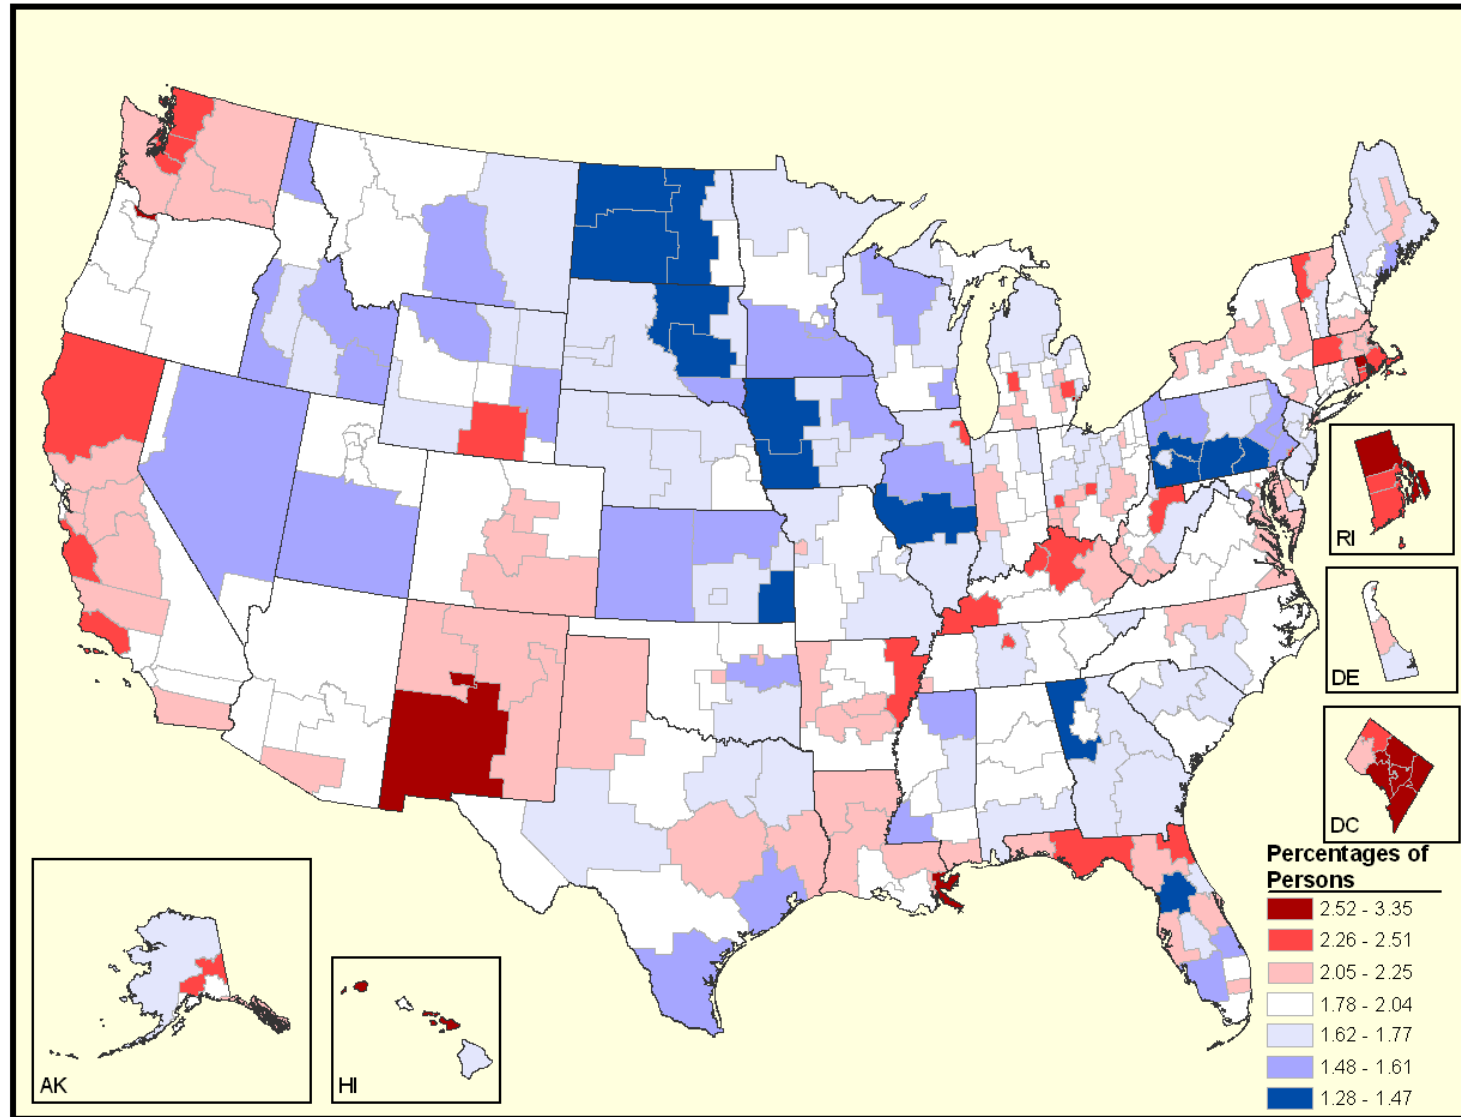 RI
DE
DC
AK
HI
Percentages of
Persons
2.52 - 3.35
2.26 - 2.51
2.05 - 2.25
1.78 - 2.04
1.62 - 1.77
1.48 - 1.61
1.28 - 1.47